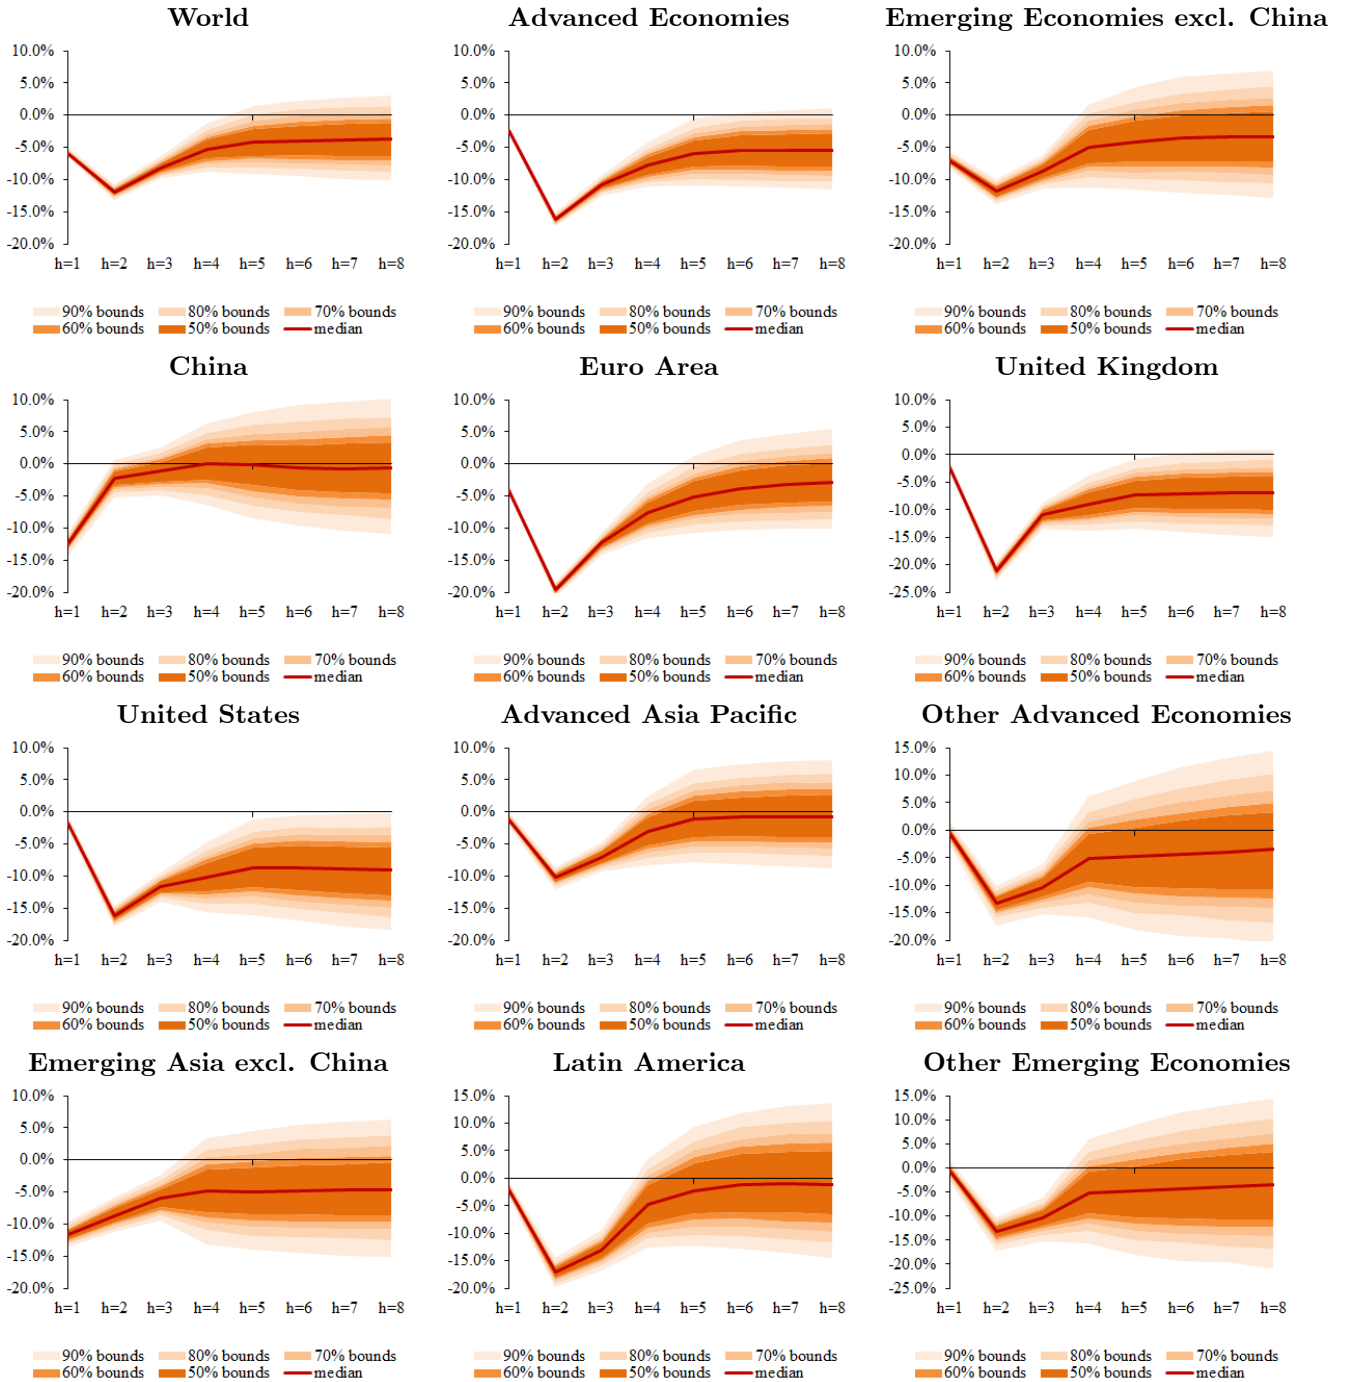 World
10.0%
5.0%
0.0%
-5.0%
-10.0%
-15.0%
-20.0%
h=1 h=2 h=3 h=4 h=5 h=6 h=7 h=8
90% bounds 80% bounds 70% bounds
60% bounds 50% bounds median
Advanced Economies
10.0%
5.0%
0.0%
-5.0%
-10.0%
-15.0%
-20.0%
h=1 h=2 h=3 h=4 h=5 h=6 h=7 h=8
90% bounds 80% bounds 70% bounds
60% bounds 50% bounds median
Emerging Economies excl. China
10.0%
5.0%
0.0%
-5.0%
-10.0%
-15.0%
-20.0%
h=1 h=2 h=3 h=4 h=5 h=6 h=7 h=8
90% bounds 80% bounds 70% bounds
60% bounds 50% bounds median
China
10.0%
5.0%
0.0%
-5.0%
-10.0%
-15.0%
-20.0%
h=1 h=2 h=3 h=4 h=5 h=6 h=7 h=8
90% bounds 80% bounds 70% bounds
60% bounds 50% bounds median
Euro Area
10.0%
5.0%
0.0%
-5.0%
-10.0%
-15.0%
-20.0%
h=1 h=2 h=3 h=4 h=5 h=6 h=7 h=8
90% bounds 80% bounds 70% bounds
60% bounds 50% bounds median
United Kingdom
10.0%
5.0%
0.0%
-5.0%
-10.0%
-15.0%
-20.0%
-25.0%
h=1 h=2 h=3 h=4 h=5 h=6 h=7 h=8
90% bounds 80% bounds 70% bounds
60% bounds 50% bounds median
United States
10.0%
5.0%
0.0%
-5.0%
-10.0%
-15.0%
-20.0%
h=1 h=2 h=3 h=4 h=5 h=6 h=7 h=8
90% bounds 80% bounds 70% bounds
60% bounds 50% bounds median
Advanced Asia Pacific
10.0%
5.0%
0.0%
-5.0%
-10.0%
-15.0%
-20.0%
h=1 h=2 h=3 h=4 h=5 h=6 h=7 h=8
90% bounds 80% bounds 70% bounds
60% bounds 50% bounds median
Other Advanced Economies
15.0%
10.0%
5.0%
0.0%
-5.0%
-10.0%
-15.0%
-20.0%
h=1 h=2 h=3 h=4 h=5 h=6 h=7 h=8
90% bounds 80% bounds 70% bounds
60% bounds 50% bounds median
Emerging Asia excl. China
10.0%
5.0%
0.0%
-5.0%
-10.0%
-15.0%
-20.0%
h=1 h=2 h=3 h=4 h=5 h=6 h=7 h=8
90% bounds 80% bounds 70% bounds
60% bounds 50% bounds median
Latin America
15.0%
10.0%
5.0%
0.0%
-5.0%
-10.0%
-15.0%
-20.0%
h=1 h=2 h=3 h=4 h=5 h=6 h=7 h=8
90% bounds 80% bounds 70% bounds
60% bounds 50% bounds median
Other Emerging Economies
15.0%
10.0%
5.0%
0.0%
-5.0%
-10.0%
-15.0%
-20.0%
-25.0%
h=1 h=2 h=3 h=4 h=5 h=6 h=7 h=8
90% bounds 80% bounds 70% bounds
60% bounds 50% bounds median